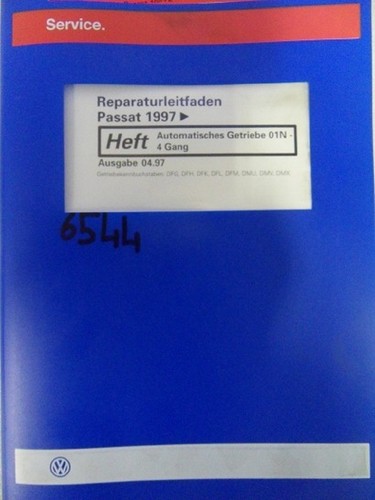 Service.
Reparaturleitfaden
Passat 1997 ►
Heft Automatisches Getriebe 01N -
4 Gang
Ausgabe 04.97
6544